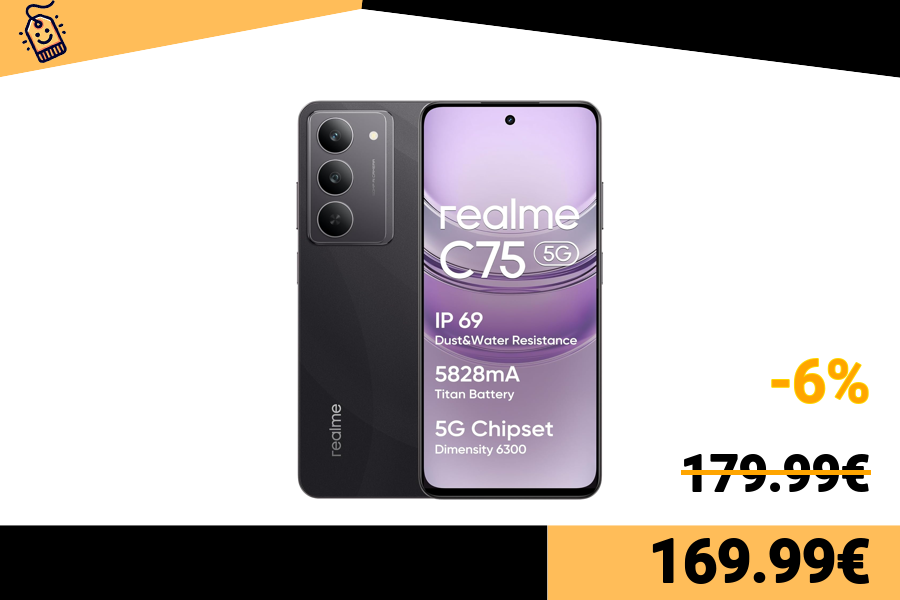 realme
C75 5G
IP 69
Dust&Water Resistance
5828mA
Titan Battery
5G Chipset
Dimensity 6300
realme
-6%
179.99€
169.99€